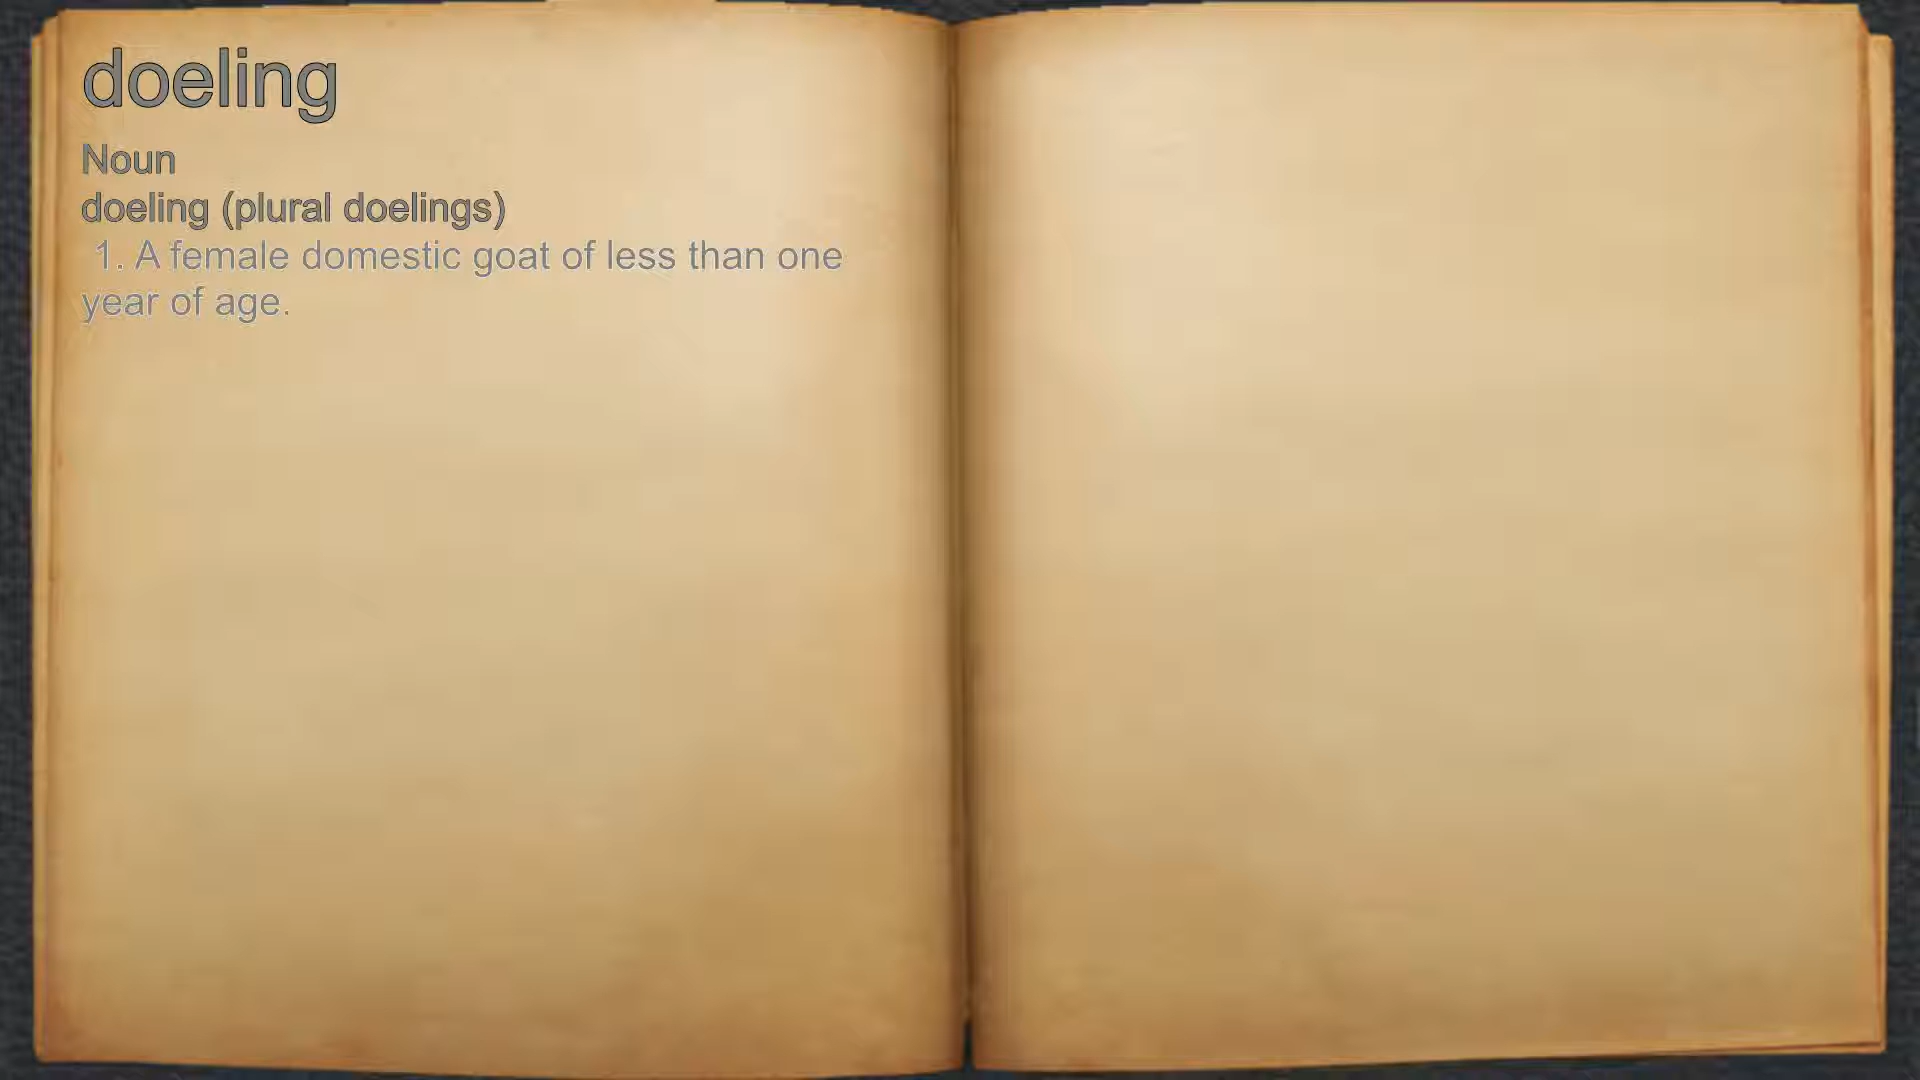 doeling
Noun
doeling (plural doelings)
1. A female domestic goat of less than one
year of age.